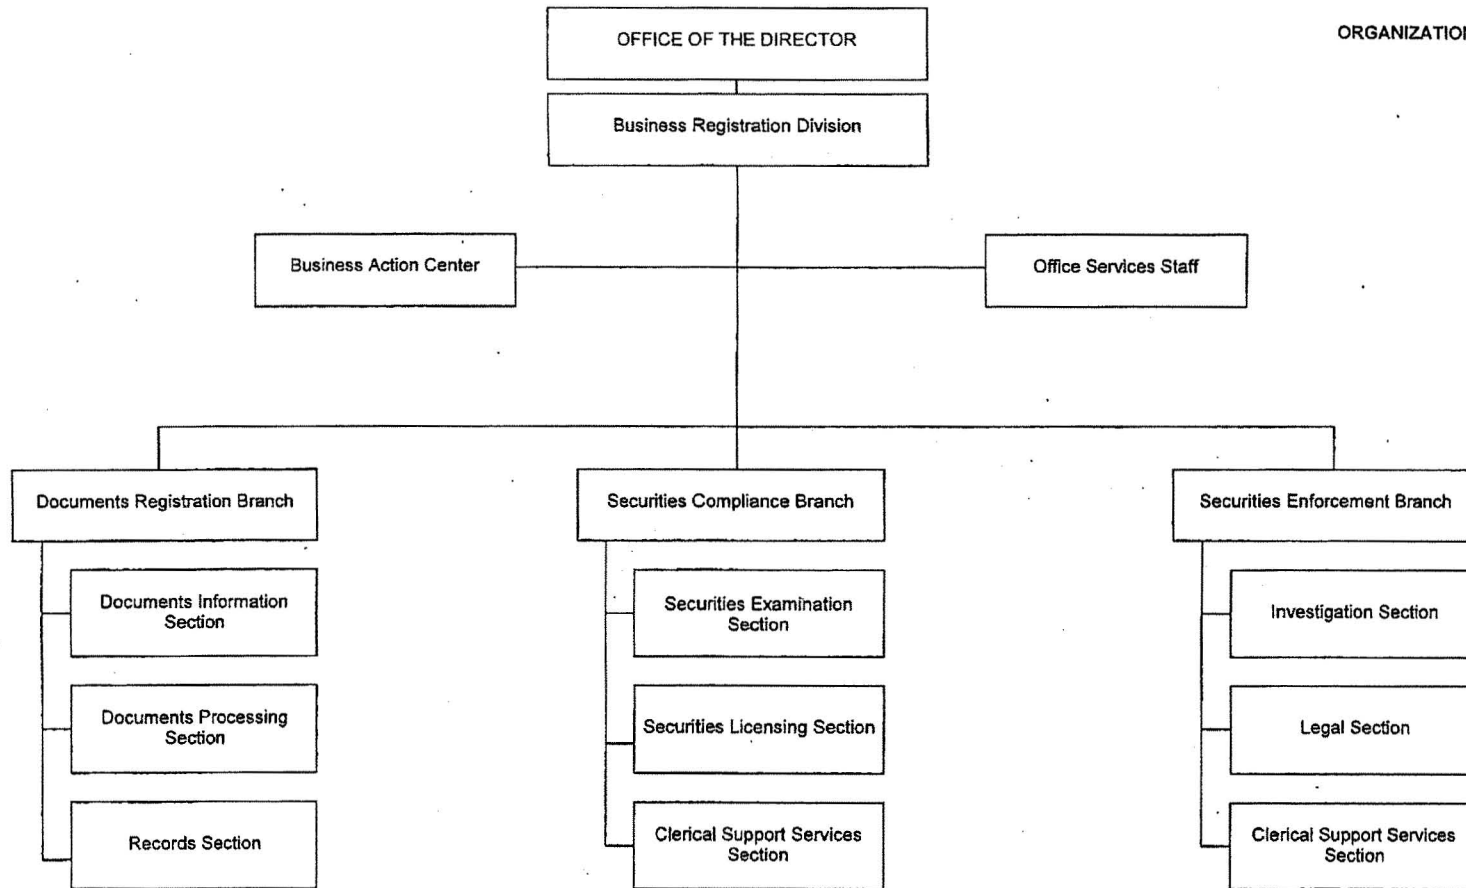 OFFICE OF THE DIRECTOR
ORGANIZATION
Business Registration Division
Business Action Center
Office Services Staff
Documents Registration Branch
Securities Compliance Branch
Securities Enforcement Branch
Documents Information
Section
Securities Examination
Section
Investigation Section
Documents Processing
Section
Securities Licensing Section
Legal Section
Records Section
Clerical Support Services
Section
Clerical Support Services
Section